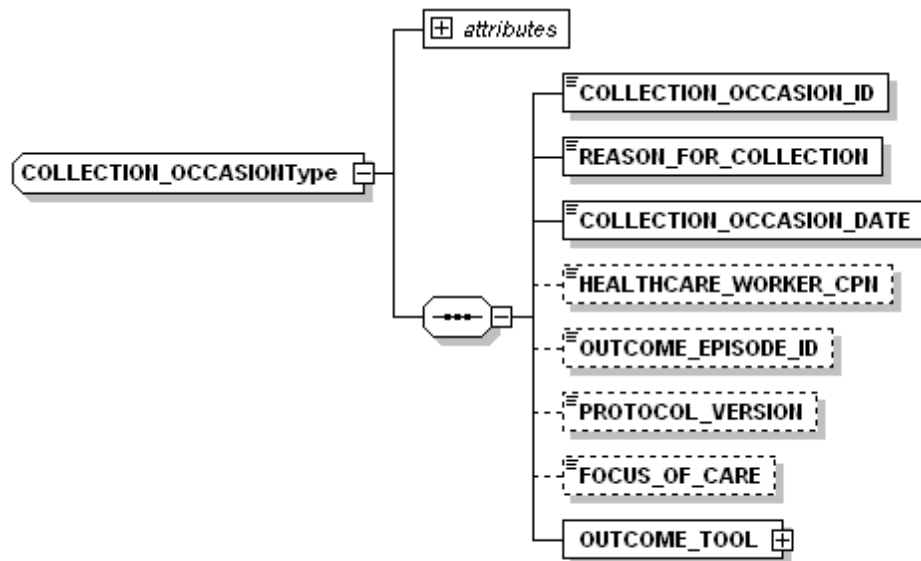 attributes
COLLECTION_OCCASION_ID
REASON_FOR_COLLECTION
COLLECTION_OCCASIONType
COLLECTION_OCCASION_DATE
HEALTHCARE_WORKER_CPN
OUTCOME_EPISODE_ID
PROTOCOL_VERSION
FOCUS_OF_CARE
OUTCOME_TOOL